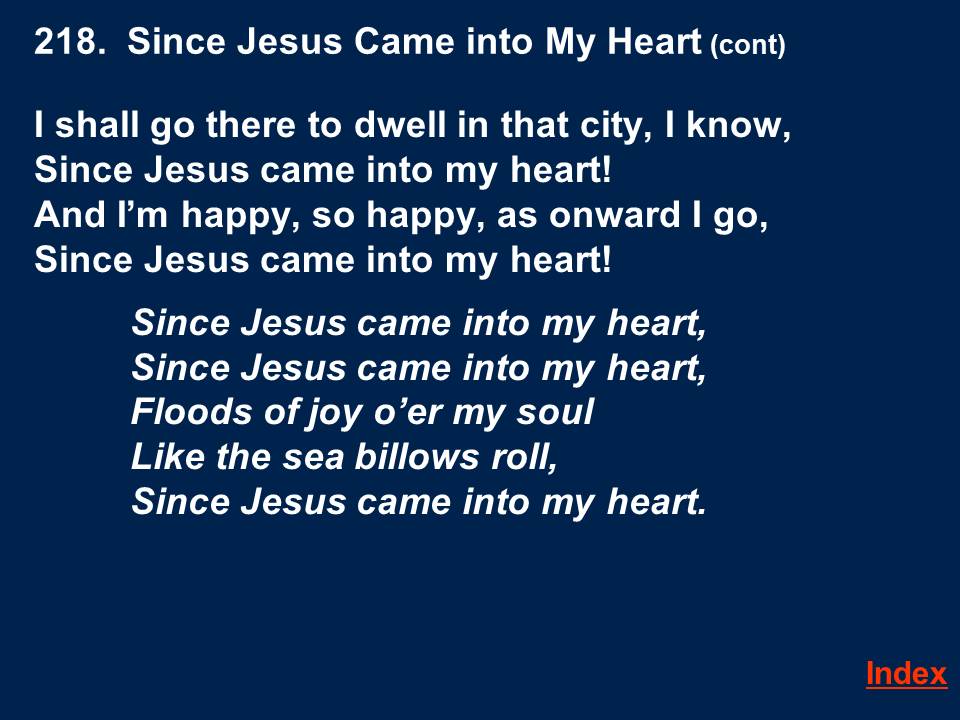 218.  Since Jesus Came into My Heart (cont)
I shall go there to dwell in that city, I know,
Since Jesus came into my heart!
And I’m happy, so happy, as onward I go,
Since Jesus came into my heart!
Since Jesus came into my heart,
Since Jesus came into my heart,
Floods of joy o’er my soul
Like the sea billows roll,
Since Jesus came into my heart.
Index